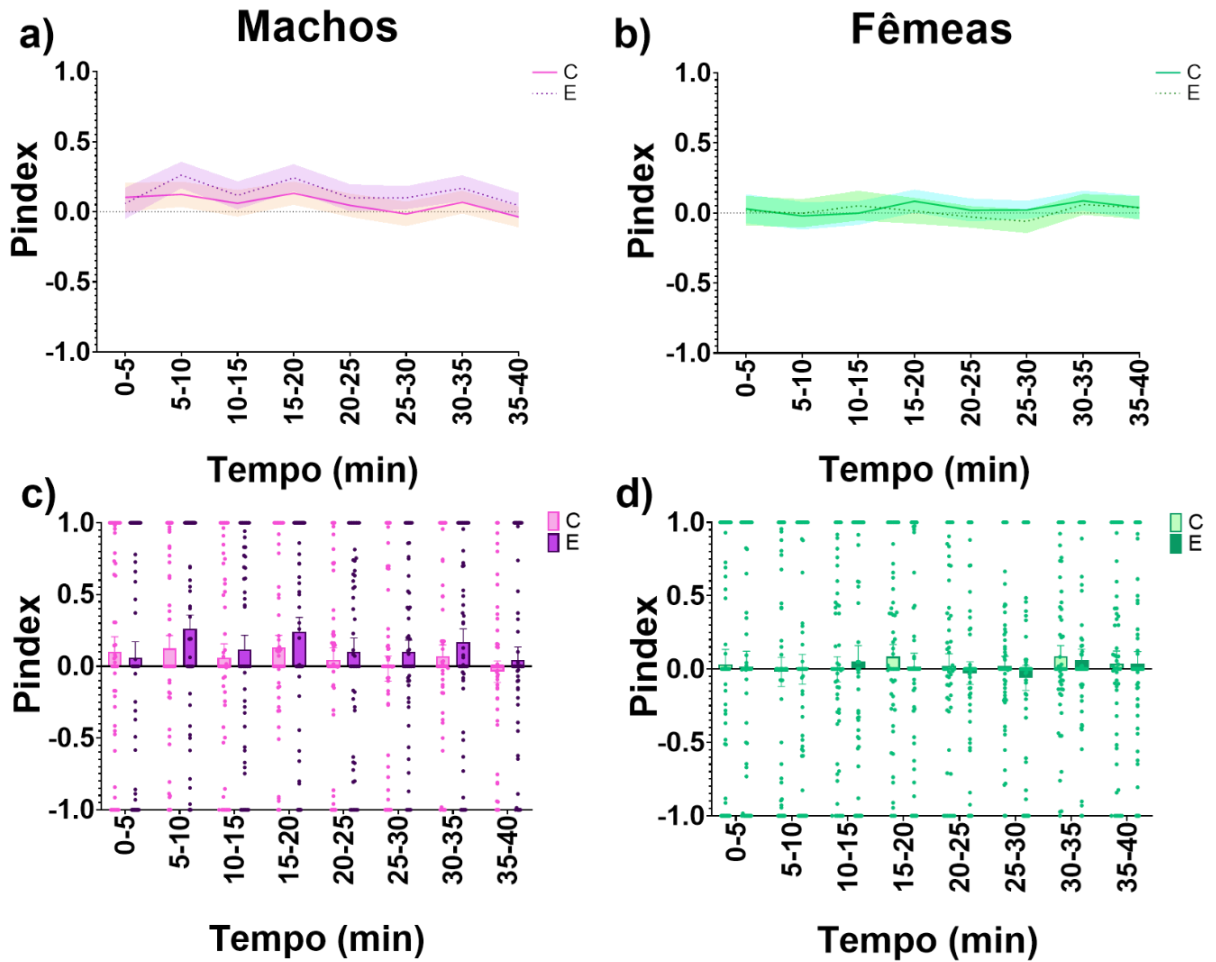 a)
Machos
C
E
Pindex
1.0
0.5
0.0
-0.5
-1.0
0-5
5-10
10-15
15-20
20-25
25-30
30-35
35-40
Tempo (min)
b)
Fêmeas
C
E
Pindex
1.0
0.5
0.0
-0.5
-1.0
0-5
5-10
10-15
15-20
20-25
25-30
30-35
35-40
Tempo (min)
c)
C
E
Pindex
1.0
0.5
0.0
-0.5
-1.0
0-5
5-10
10-15
15-20
20-25
25-30
30-35
35-40
Tempo (min)
d)
C
E
Pindex
1.0
0.5
0.0
-0.5
-1.0
0-5
5-10
10-15
15-20
20-25
25-30
30-35
35-40
Tempo (min)